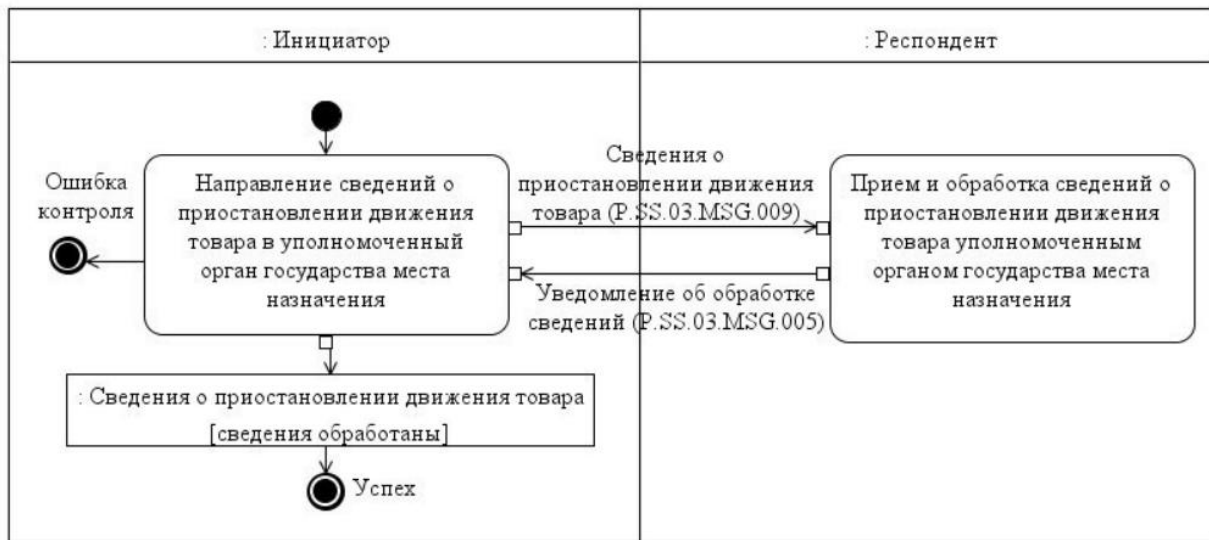 : Инициатор
: Респондент
Ошибка
контроля
Направление сведений о
приостановлении движения
товара в уполномоченный
орган государства места
назначения
Сведения о
приостановлении движения
товара (P.SS.03.MSG.009)
Уведомление об обработке
сведений (P.SS.03.MSG.005)
Прием и обработка сведений о
приостановлении движения
товара уполномоченным
органом государства места
назначения
: Сведения о приостановлении движения товара
[сведения обработаны]
Успех